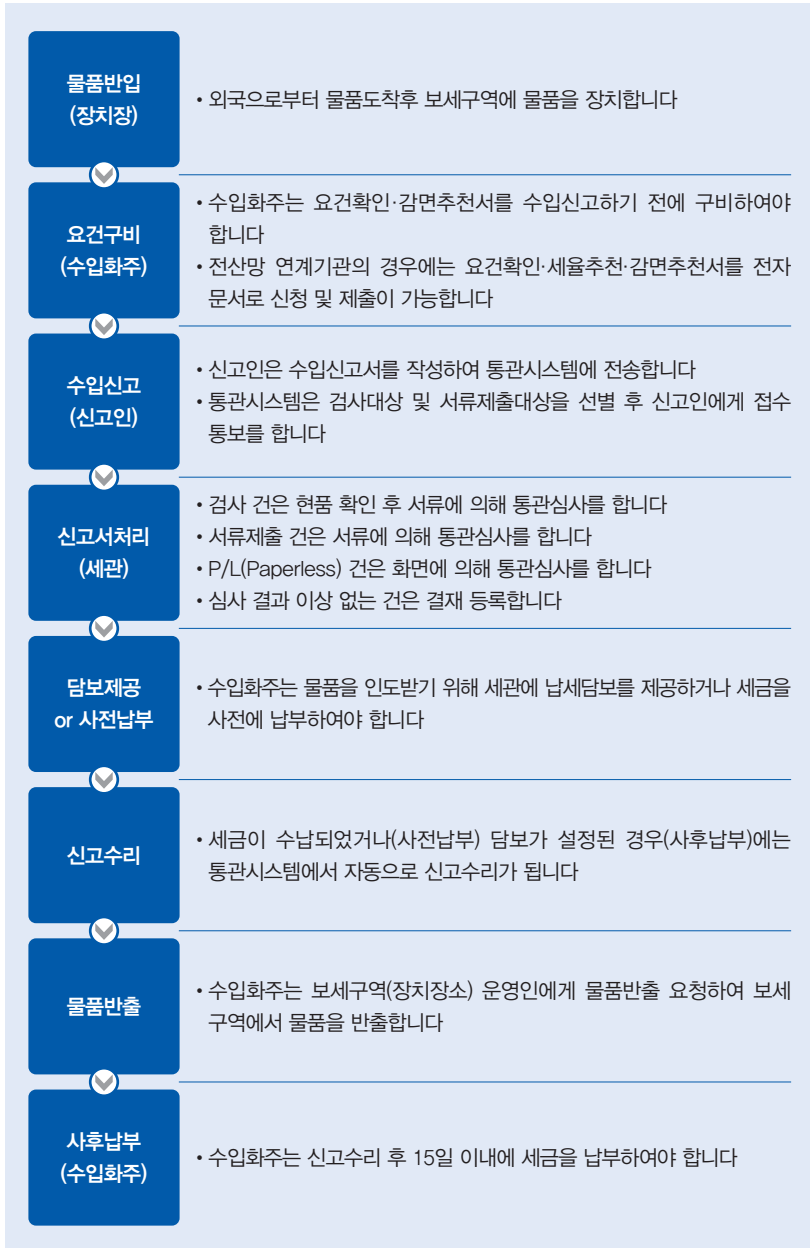 물품반입
(장치장)
• 외국으로부터 물품도착후 보세구역에 물품을 장치합니다
요건구비
(수입화주)
• 수입화주는 요건확인·감면추천서를 수입신고하기 전에 구비하여야
합니다
• 전산망 연계기관의 경우에는 요건확인·세율추천·감면추천서를 전자
문서로 신청 및 제출이 가능합니다
수입신고
(신고인)
• 신고인은 수입신고서를 작성하여 통관시스템에 전송합니다
• 통관시스템은 검사대상 및 서류제출대상을 선별 후 신고인에게 접수
통보를 합니다
신고서처리
(세관)
• 검사 건은 현품 확인 후 서류에 의해 통관심사를 합니다
• 서류제출 건은 서류에 의해 통관심사를 합니다
• P/L(Paperless) 건은 화면에 의해 통관심사를 합니다
• 심사 결과 이상 없는 건은 결재 등록합니다
담보제공
or 사전납부
• 수입화주는 물품을 인도받기 위해 세관에 납세담보를 제공하거나 세금을
사전에 납부하여야 합니다
신고수리
• 세금이 수납되었거나(사전납부) 담보가 설정된 경우(사후납부)에는
통관시스템에서 자동으로 신고수리가 됩니다
물품반출
• 수입화주는 보세구역(장치장소) 운영인에게 물품반출 요청하여 보세
구역에서 물품을 반출합니다
사후납부
(수입화주)
• 수입화주는 신고수리 후 15일 이내에 세금을 납부하여야 합니다